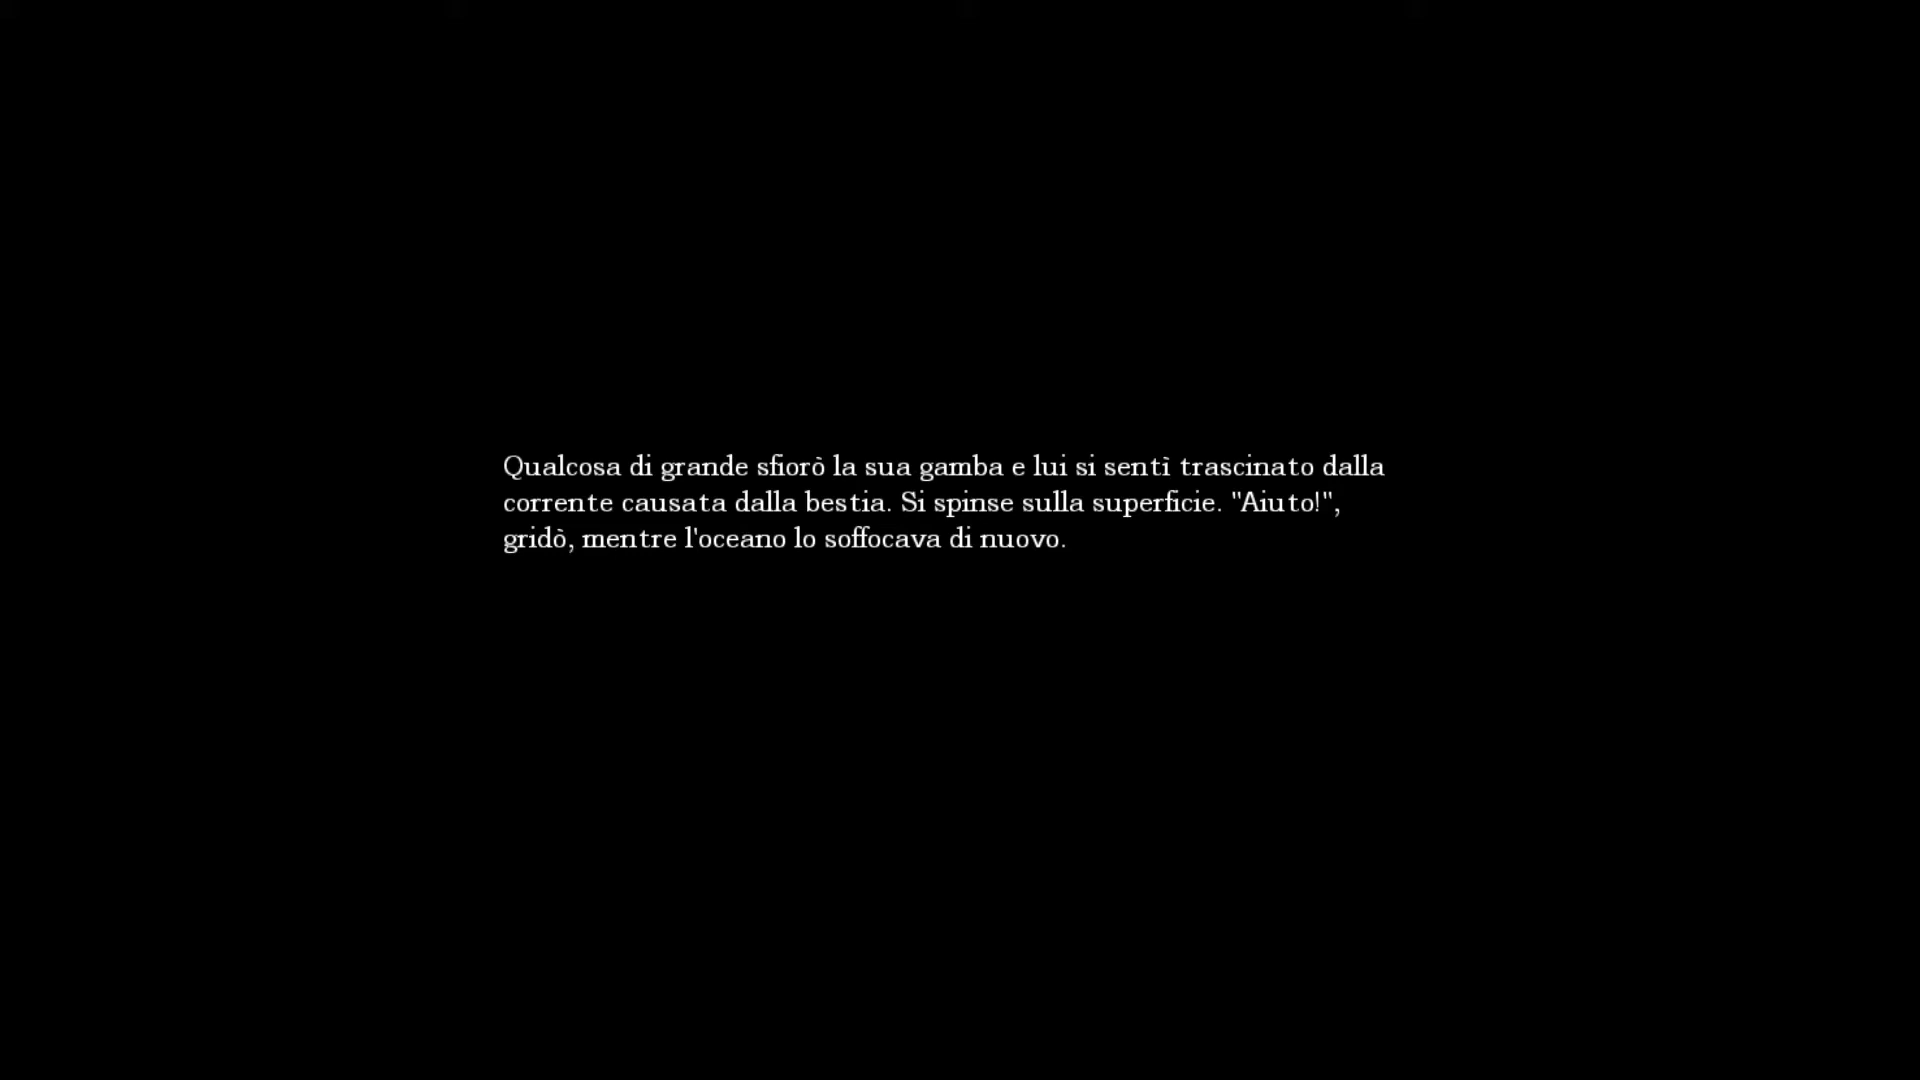 Qualcosa di grande sfiorò la sua gamba e lui si sentì trascinato dalla
corrente causata dalla bestia. Si spinse sulla superficie. "Aiuto!",
gridò, mentre l'oceano lo soffocava di nuovo.